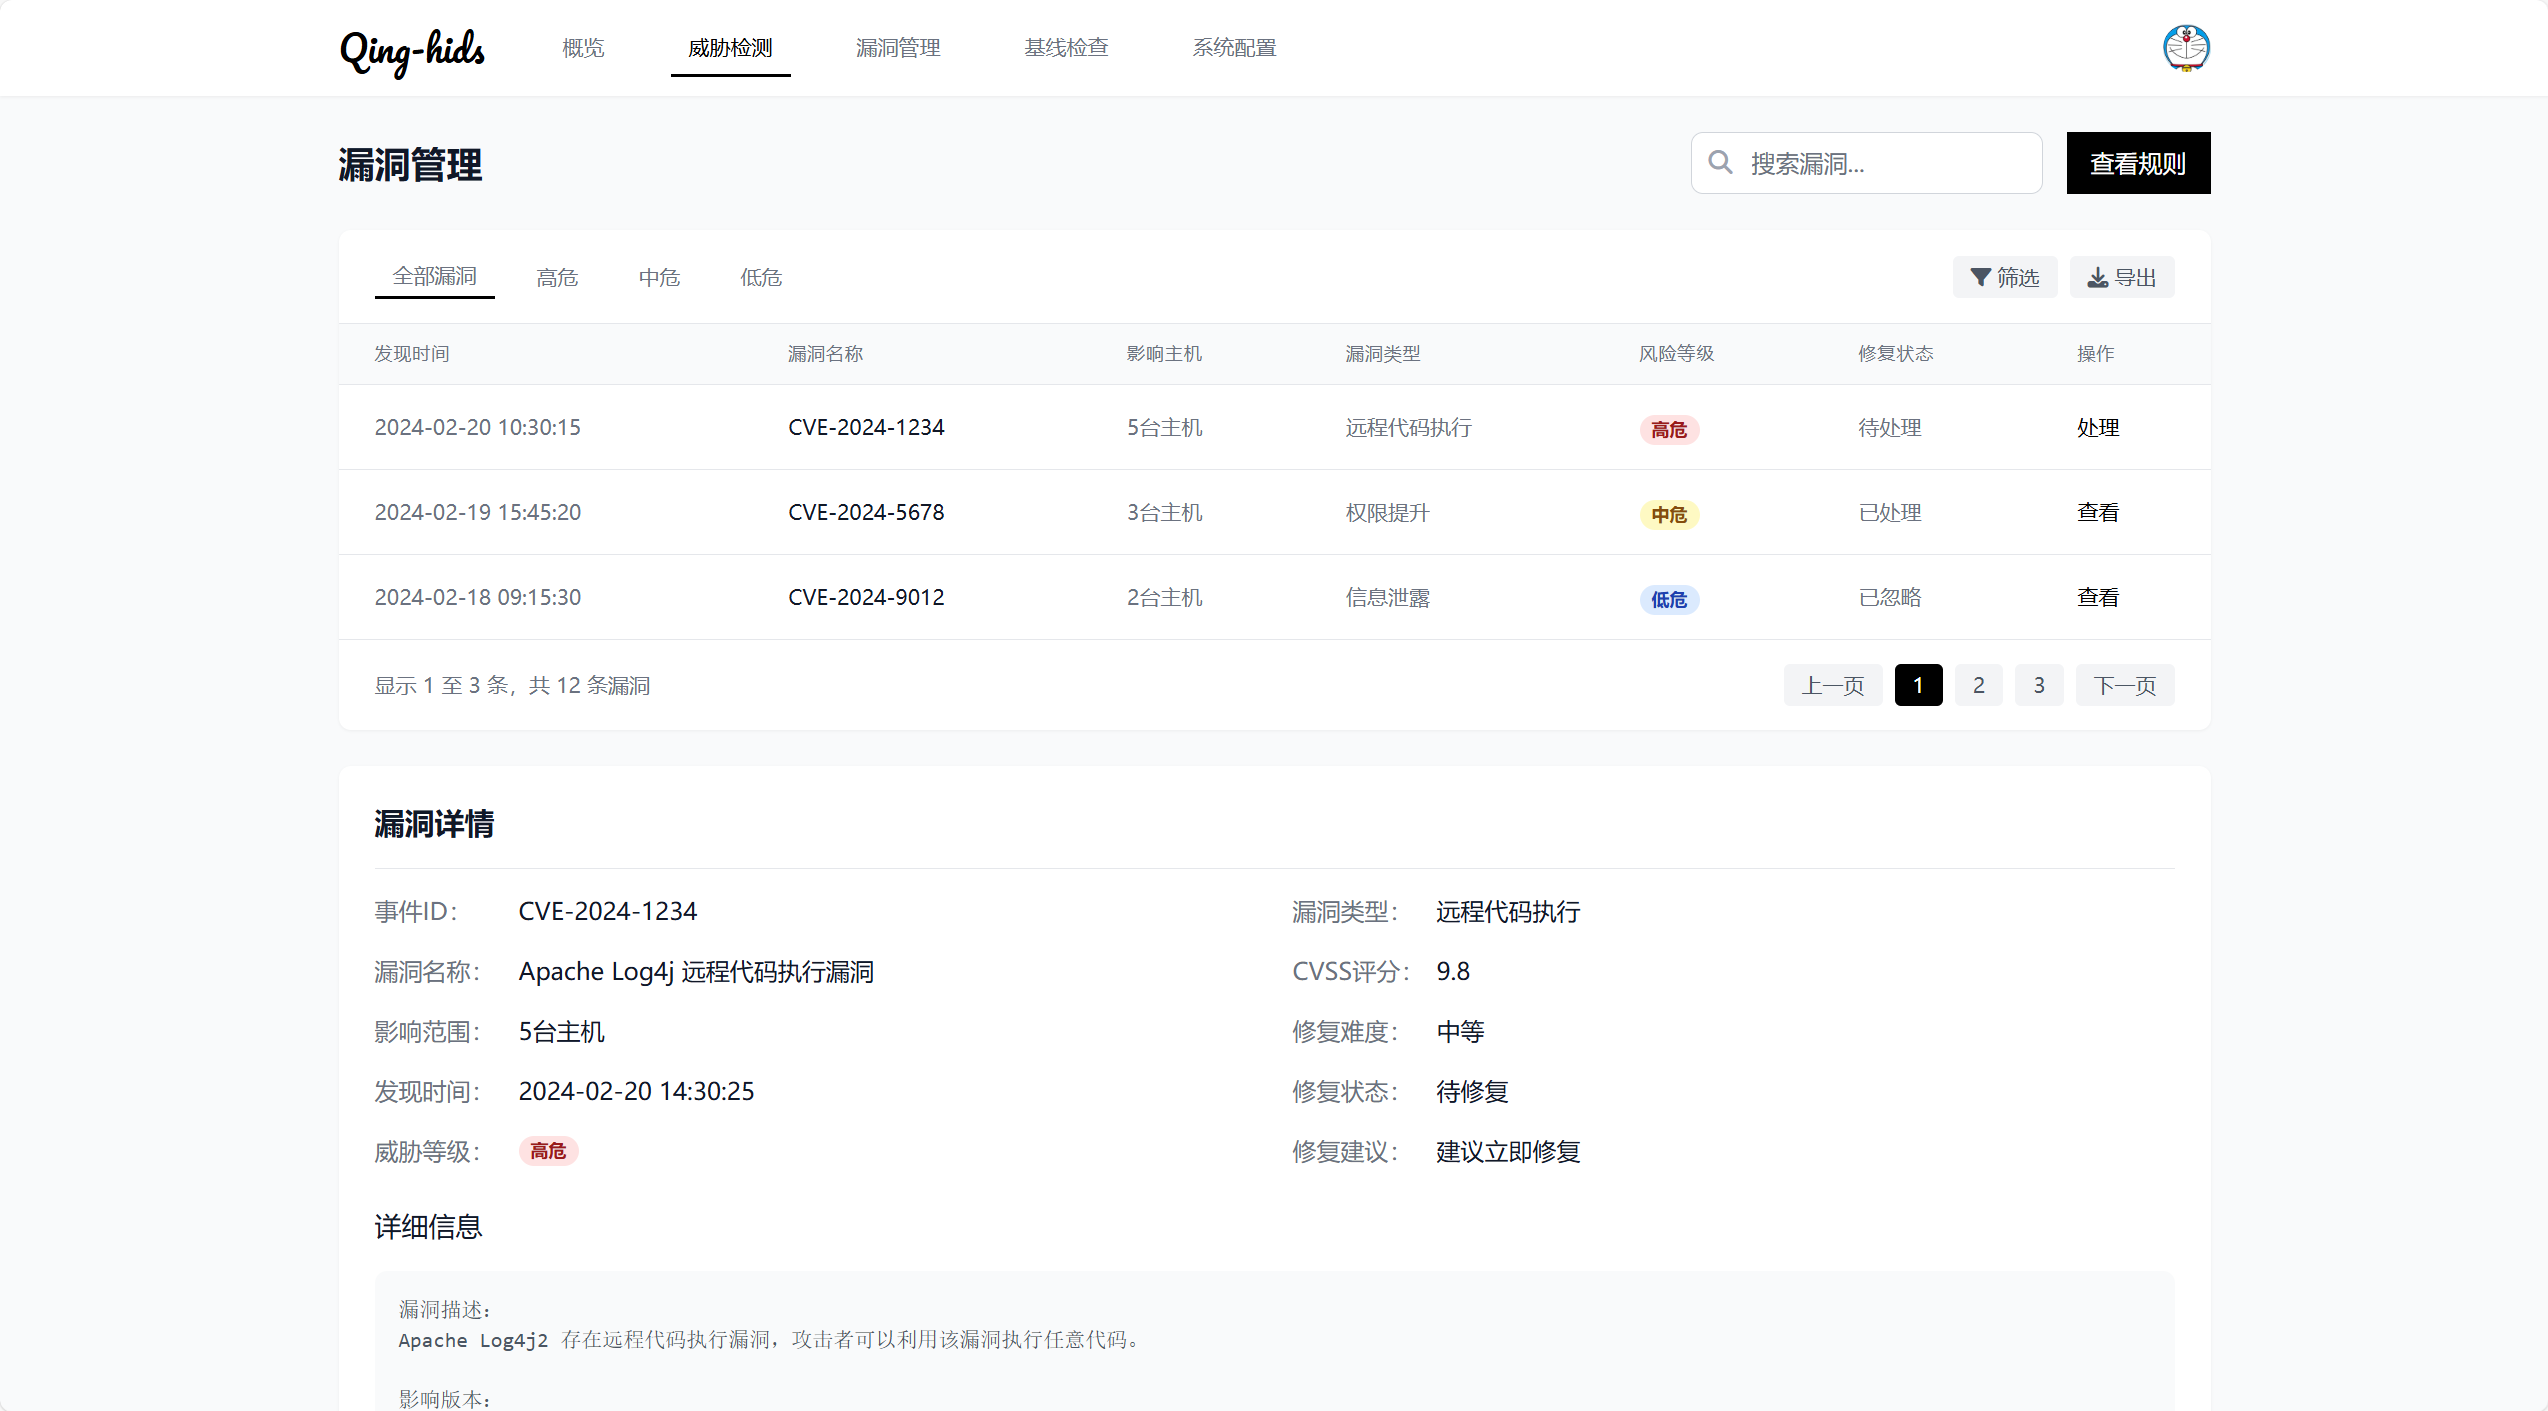 Qing-hids 概览 威胁检测 漏洞管理 基线检查 系统配置
漏洞管理 搜索漏洞... 查看规则
全部漏洞 高危 中危 低危 筛选 导出
发现时间 漏洞名称 影响主机 漏洞类型 风险等级 修复状态 操作
2024-02-20 10:30:15 CVE-2024-1234 5台主机 远程代码执行 高危 待处理 处理
2024-02-19 15:45:20 CVE-2024-5678 3台主机 权限提升 中危 已处理 查看
2024-02-18 09:15:30 CVE-2024-9012 2台主机 信息泄露 低危 已忽略 查看
显示 1 至 3 条，共 12 条漏洞 上一页 1 2 3 下一页
漏洞详情
事件ID： CVE-2024-1234 漏洞类型： 远程代码执行
漏洞名称： Apache Log4j 远程代码执行漏洞 CVSS评分： 9.8
影响范围： 5台主机 修复难度： 中等
发现时间： 2024-02-20 14:30:25 修复状态： 待修复
威胁等级： 高危 修复建议： 建议立即修复
详细信息
漏洞描述：
Apache Log4j2 存在远程代码执行漏洞，攻击者可以利用该漏洞执行任意代码。
影响版本：